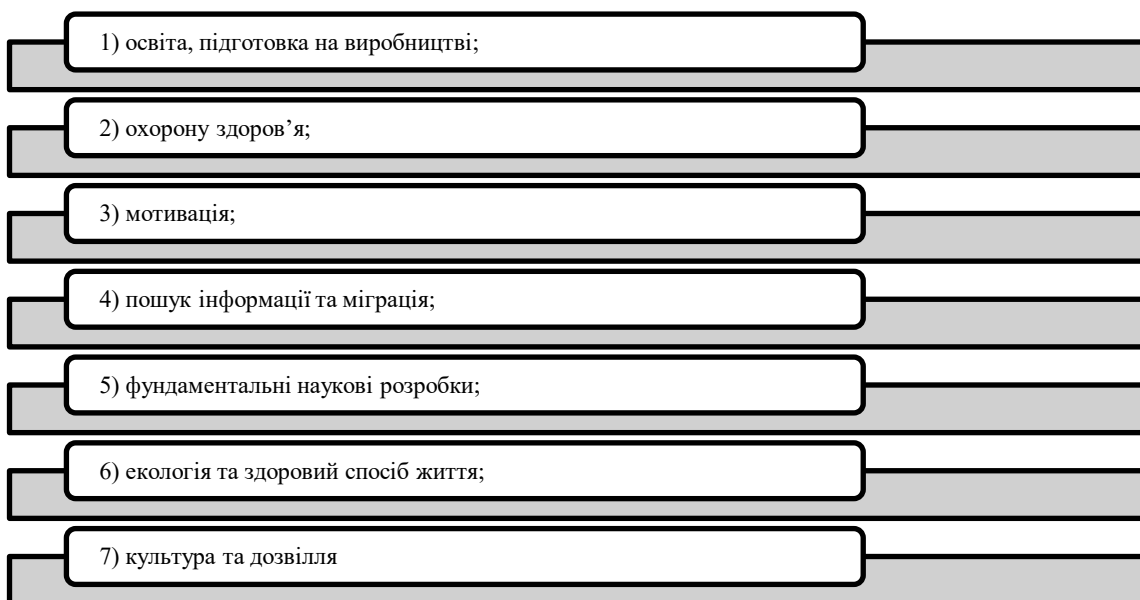 1) освіта, підготовка на виробництві;
2) охорону здоров’я;
3) мотивація;
4) пошук інформації та міграція;
5) фундаментальні наукові розробки;
6) екологія та здоровий спосіб життя;
7) культура та дозвілля